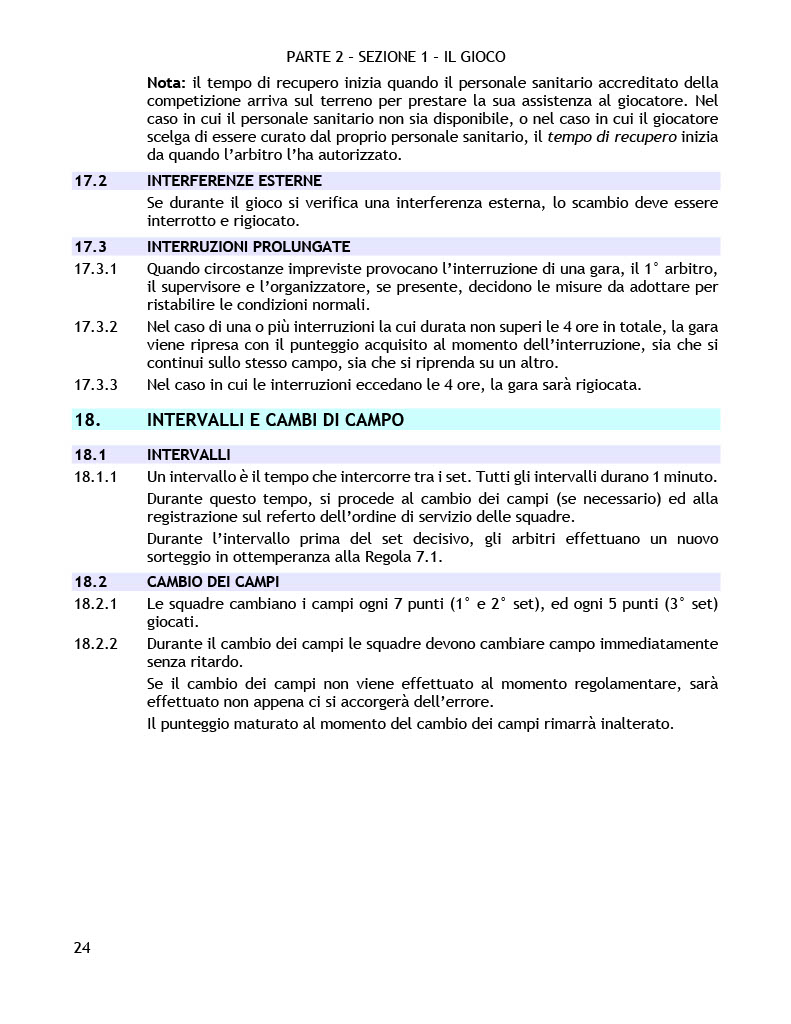 PARTE 2 – SEZIONE 1 – IL GIOCO
Nota: il tempo di recupero inizia quando il personale sanitario accreditato della
competizione arriva sul terreno per prestare la sua assistenza al giocatore. Nel
caso in cui il personale sanitario non sia disponibile, o nel caso in cui il giocatore
scelga di essere curato dal proprio personale sanitario, il tempo di recupero inizia
da quando l’arbitro l’ha autorizzato.
17.2 INTERFERENZE ESTERNE
Se durante il gioco si verifica una interferenza esterna, lo scambio deve essere
interrotto e rigiocato.
17.3 INTERRUZIONI PROLUNGATE
17.3.1 Quando circostanze impreviste provocano l’interruzione di una gara, il 1° arbitro,
il supervisore e l’organizzatore, se presente, decidono le misure da adottare per
ristabilire le condizioni normali.
17.3.2 Nel caso di una o più interruzioni la cui durata non superi le 4 ore in totale, la gara
viene ripresa con il punteggio acquisito al momento dell’interruzione, sia che si
continui sullo stesso campo, sia che si riprenda su un altro.
17.3.3 Nel caso in cui le interruzioni eccedano le 4 ore, la gara sarà rigiocata.
18. INTERVALLI E CAMBI DI CAMPO
18.1 INTERVALLI
18.1.1 Un intervallo è il tempo che intercorre tra i set. Tutti gli intervalli durano 1 minuto.
Durante questo tempo, si procede al cambio dei campi (se necessario) ed alla
registrazione sul referto dell’ordine di servizio delle squadre.
Durante l’intervallo prima del set decisivo, gli arbitri effettuano un nuovo
sorteggio in ottemperanza alla Regola 7.1.
18.2 CAMBIO DEI CAMPI
18.2.1 Le squadre cambiano i campi ogni 7 punti (1° e 2° set), ed ogni 5 punti (3° set)
giocati.
18.2.2 Durante il cambio dei campi le squadre devono cambiare campo immediatamente
senza ritardo.
Se il cambio dei campi non viene effettuato al momento regolamentare, sarà
effettuato non appena ci si accorgerà dell’errore.
Il punteggio maturato al momento del cambio dei campi rimarrà inalterato.
24